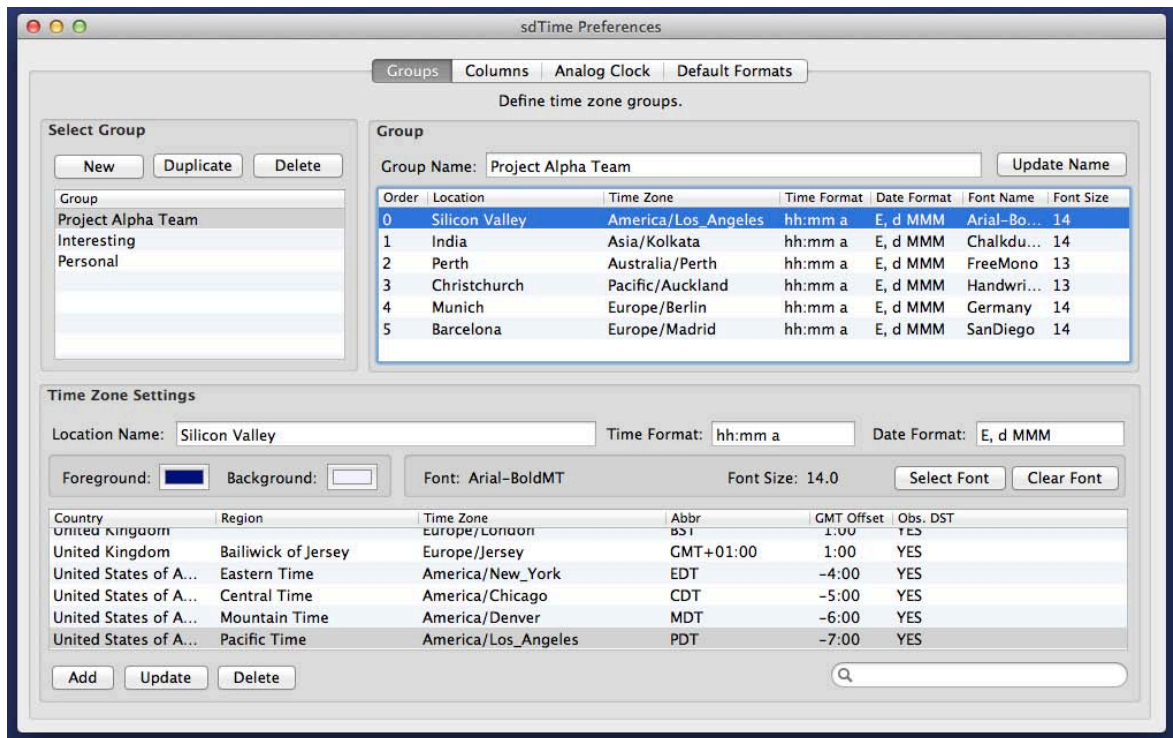 sdTime Preferences
Groups Columns Analog Clock Default Formats
Define time zone groups.
Select Group
New Duplicate Delete
Group
Project Alpha Team
Interesting
Personal
Group
Group Name: Project Alpha Team Update Name
Order Location Time Zone Time Format Date Format Font Name Font Size
0 Silicon Valley America/Los_Angeles hh:mm a E, d MMM Arial-Bo... 14
1 India Asia/Kolkata hh:mm a E, d MMM Chalkdu... 14
2 Perth Australia/Perth hh:mm a E, d MMM FreeMono 13
3 Christchurch Pacific/Auckland hh:mm a E, d MMM Handwri... 13
4 Munich Europe/Berlin hh:mm a E, d MMM Germany 14
5 Barcelona Europe/Madrid hh:mm a E, d MMM SanDiego 14
Time Zone Settings
Location Name: Silicon Valley Time Format: hh:mm a Date Format: E, d MMM
Foreground: Background: Font: Arial-BoldMT Font Size: 14.0 Select Font Clear Font
Country Region Time Zone Abbr GMT Offset Obs. DST
United Kingdom Europe/London BST 1:00 YES
United Kingdom Bailiwick of Jersey Europe/Jersey GMT+01:00 1:00 YES
United States of A... Eastern Time America/New_York EDT -4:00 YES
United States of A... Central Time America/Chicago CDT -5:00 YES
United States of A... Mountain Time America/Denver MDT -6:00 YES
United States of A... Pacific Time America/Los_Angeles PDT -7:00 YES
Add Update Delete